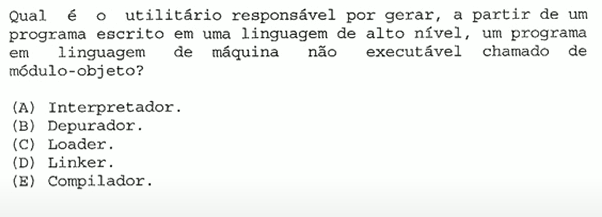 Qual é o utilitário responsável por gerar, a partir de um
programa escrito em uma linguagem de alto nível, um programa
em linguagem de máquina não executável chamado de
módulo-objeto?
(A) Interpretador.
(B) Depurador.
(C) Loader.
(D) Linker.
(E) Compilador.